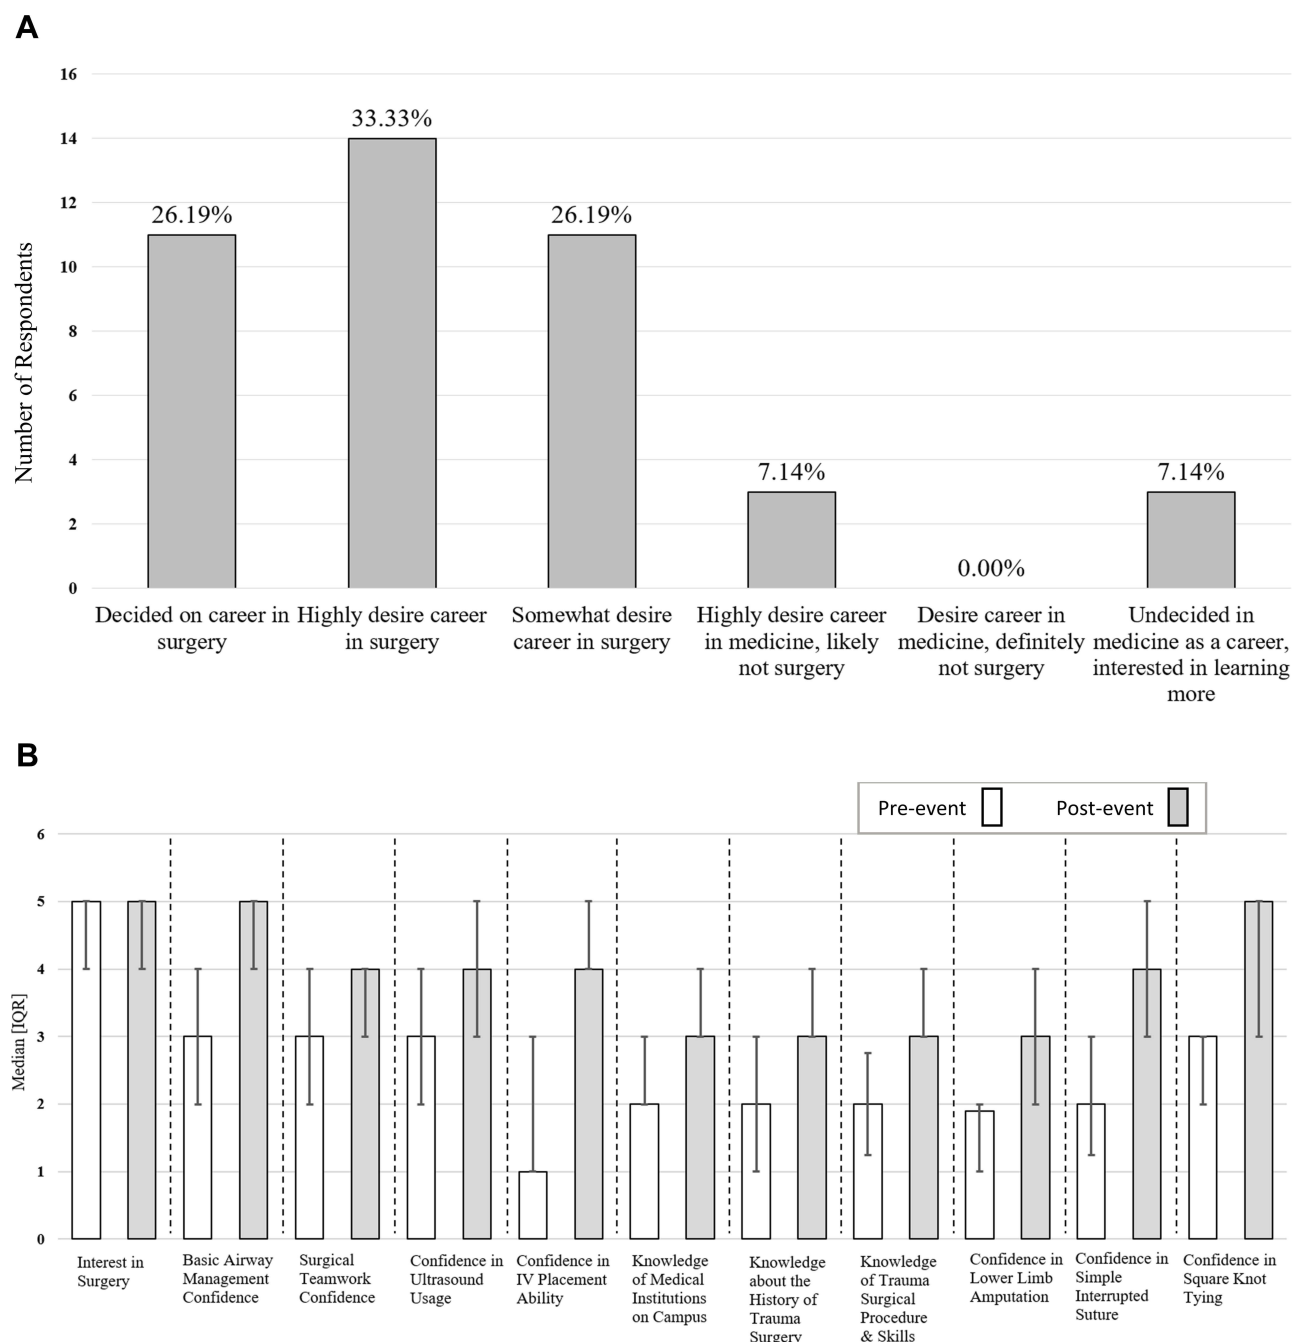 A
16
14
12
10
8
6
4
2
0
Number of Respondents
26.19%
33.33%
26.19%
7.14%
0.00%
7.14%
Decided on career in
surgery
Highly desire career
in surgery
Somewhat desire
career in surgery
Highly desire career
in medicine, likely
not surgery
Desire career in
medicine, definitely
not surgery
Undecided in
medicine as a career,
interested in learning
more
B
Pre-event
Post-event
6
5
4
3
2
1
0
Median [IQR]
Interest in
Surgery
Basic Airway
Management
Confidence
Surgical
Teamwork
Confidence
Confidence in
Ultrasound
Usage
Confidence in
IV Placement
Ability
Knowledge
of Medical
Institutions
on Campus
Knowledge
about the
History of
Trauma
Surgery
Knowledge
of Trauma
Surgical
Procedure
& Skills
Confidence in
Lower Limb
Amputation
Confidence in
Simple
Interrupted
Suture
Confidence in
Square Knot
Tying